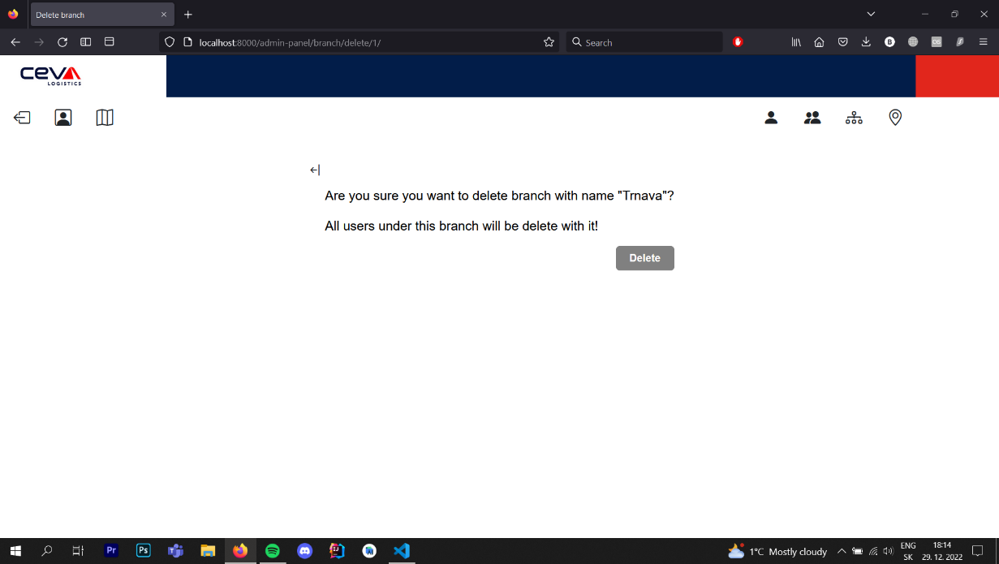 Delete branch
localhost:8000/admin-panel/branch/delete/1/
Search
CEVA
LOGISTICS
Are you sure you want to delete branch with name "Trnava"?
All users under this branch will be delete with it!
Delete
Pr
Ps
1°C Mostly cloudy
ENG
SK
18:14
29. 12. 2022